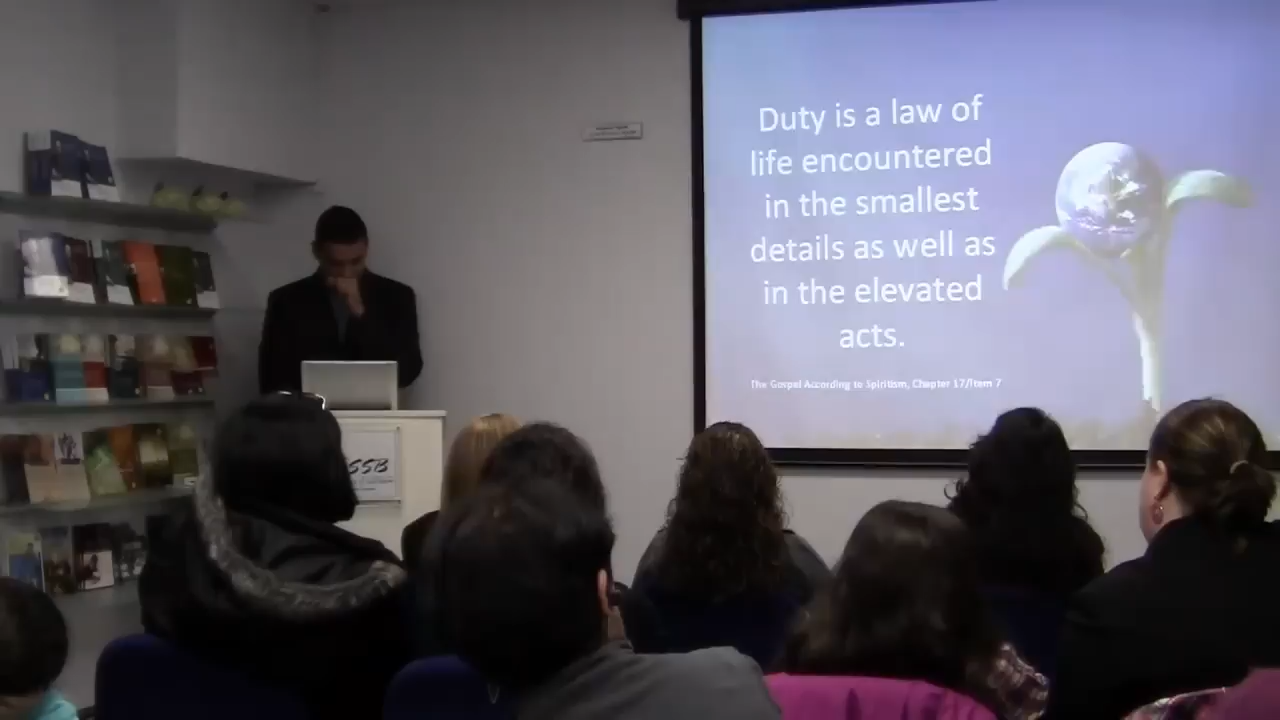 Duty is a law of
life encountered
in the smallest
details as well as
in the elevated
acts.
The Gospel According to Spiritism, Chapter 17/Item 7
SSB